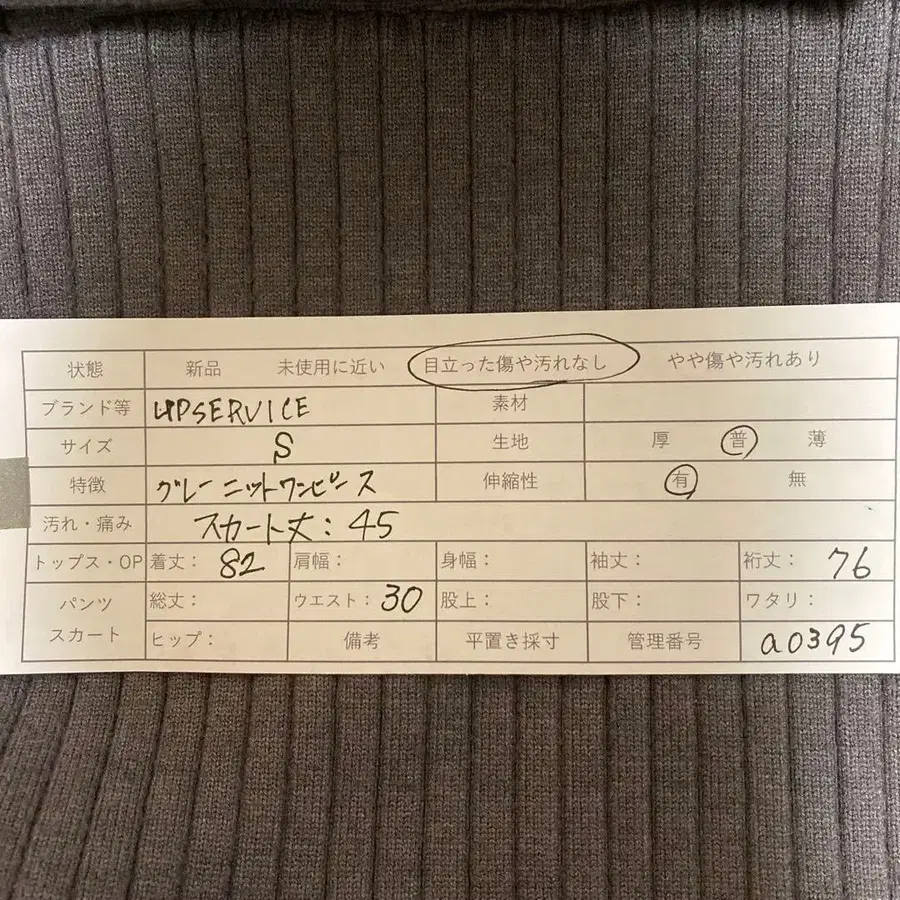 状態 新品 未使用に近い 目立った傷や汚れなし やや傷や汚れあり
ブランド等 UPSERVICE 素材
サイズ S 生地 厚 普 薄
特徴 グレーニットワンピース 伸縮性 有 無
汚れ・痛み スカート丈：45
トップス・OP 着丈： 82 肩幅： 身幅： 袖丈： 裄丈： 76
パンツ 総丈： ウエスト： 30 股上： 股下： ワタリ：
スカート ヒップ： 備考 平置き採寸 管理番号 a0395